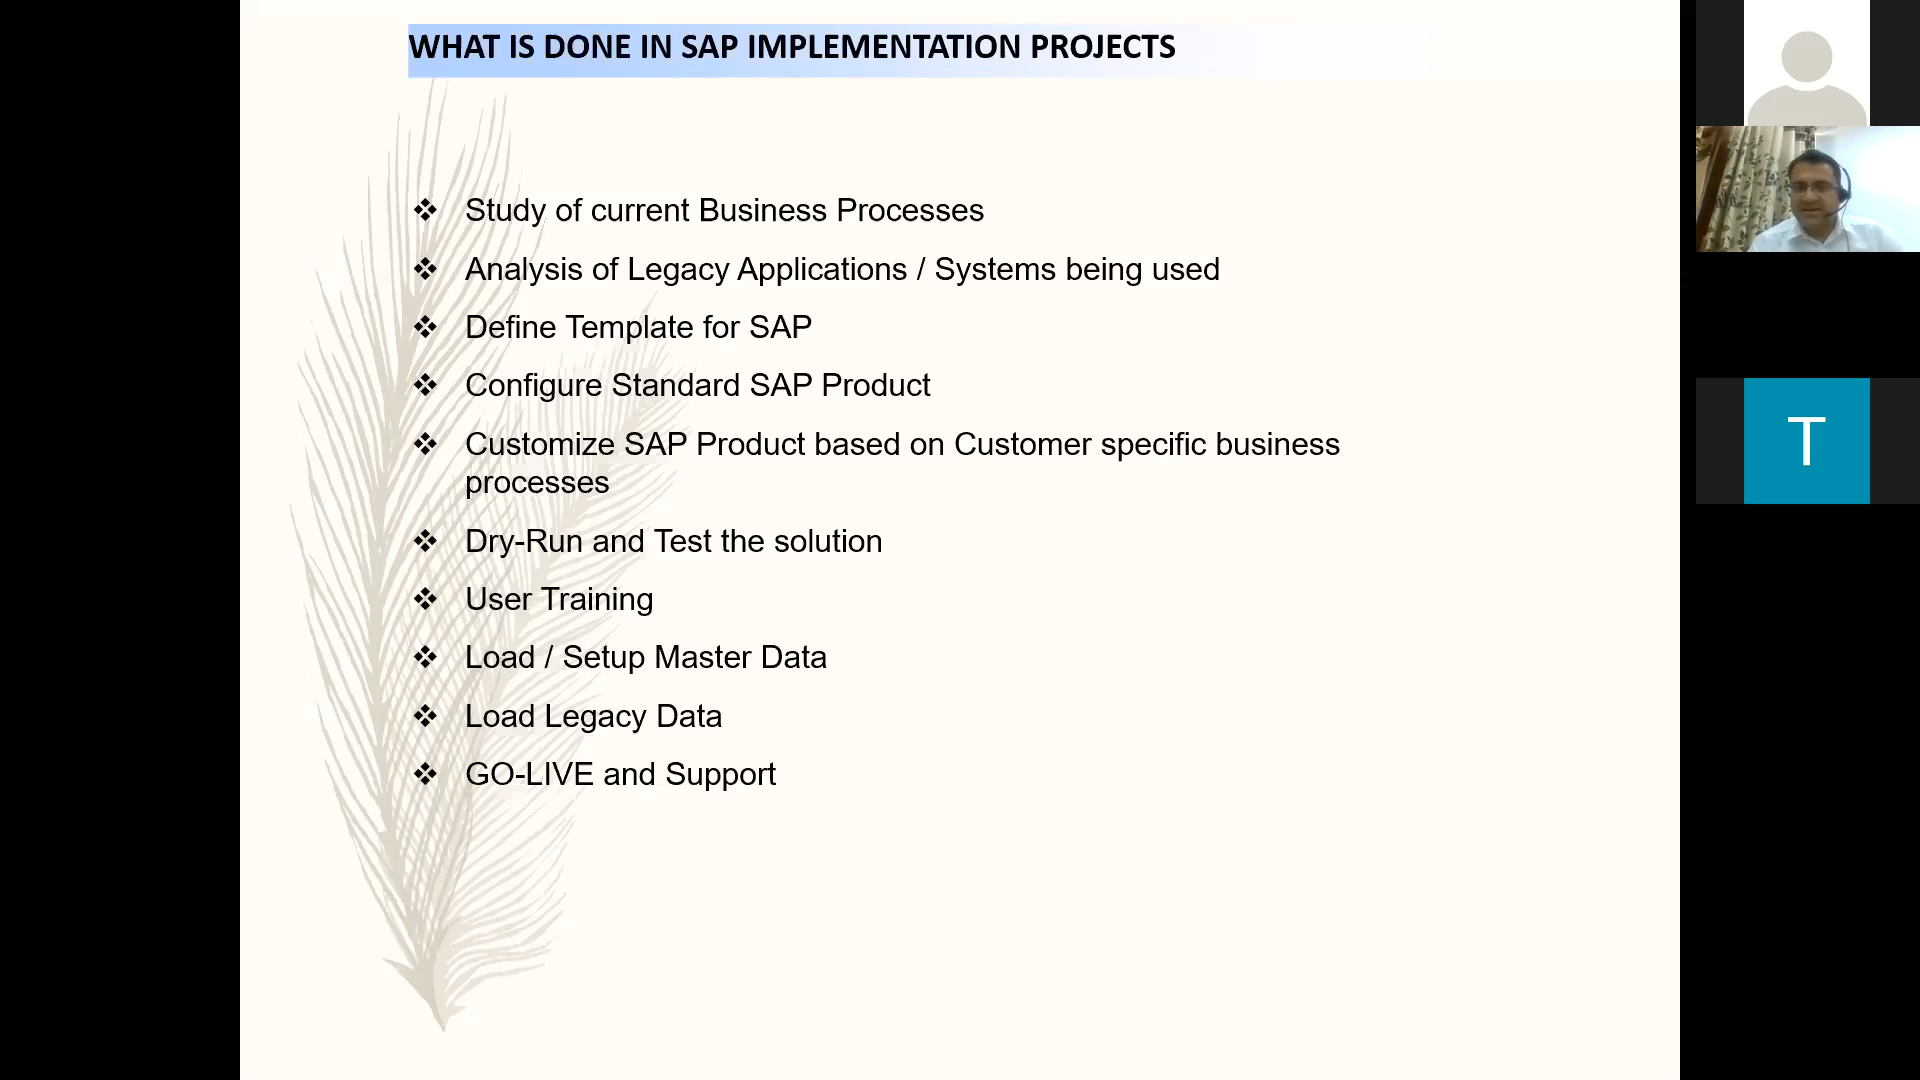 WHAT IS DONE IN SAP IMPLEMENTATION PROJECTS
❖ Study of current Business Processes
❖ Analysis of Legacy Applications / Systems being used
❖ Define Template for SAP
❖ Configure Standard SAP Product
❖ Customize SAP Product based on Customer specific business
processes
❖ Dry-Run and Test the solution
❖ User Training
❖ Load / Setup Master Data
❖ Load Legacy Data
❖ GO-LIVE and Support
T